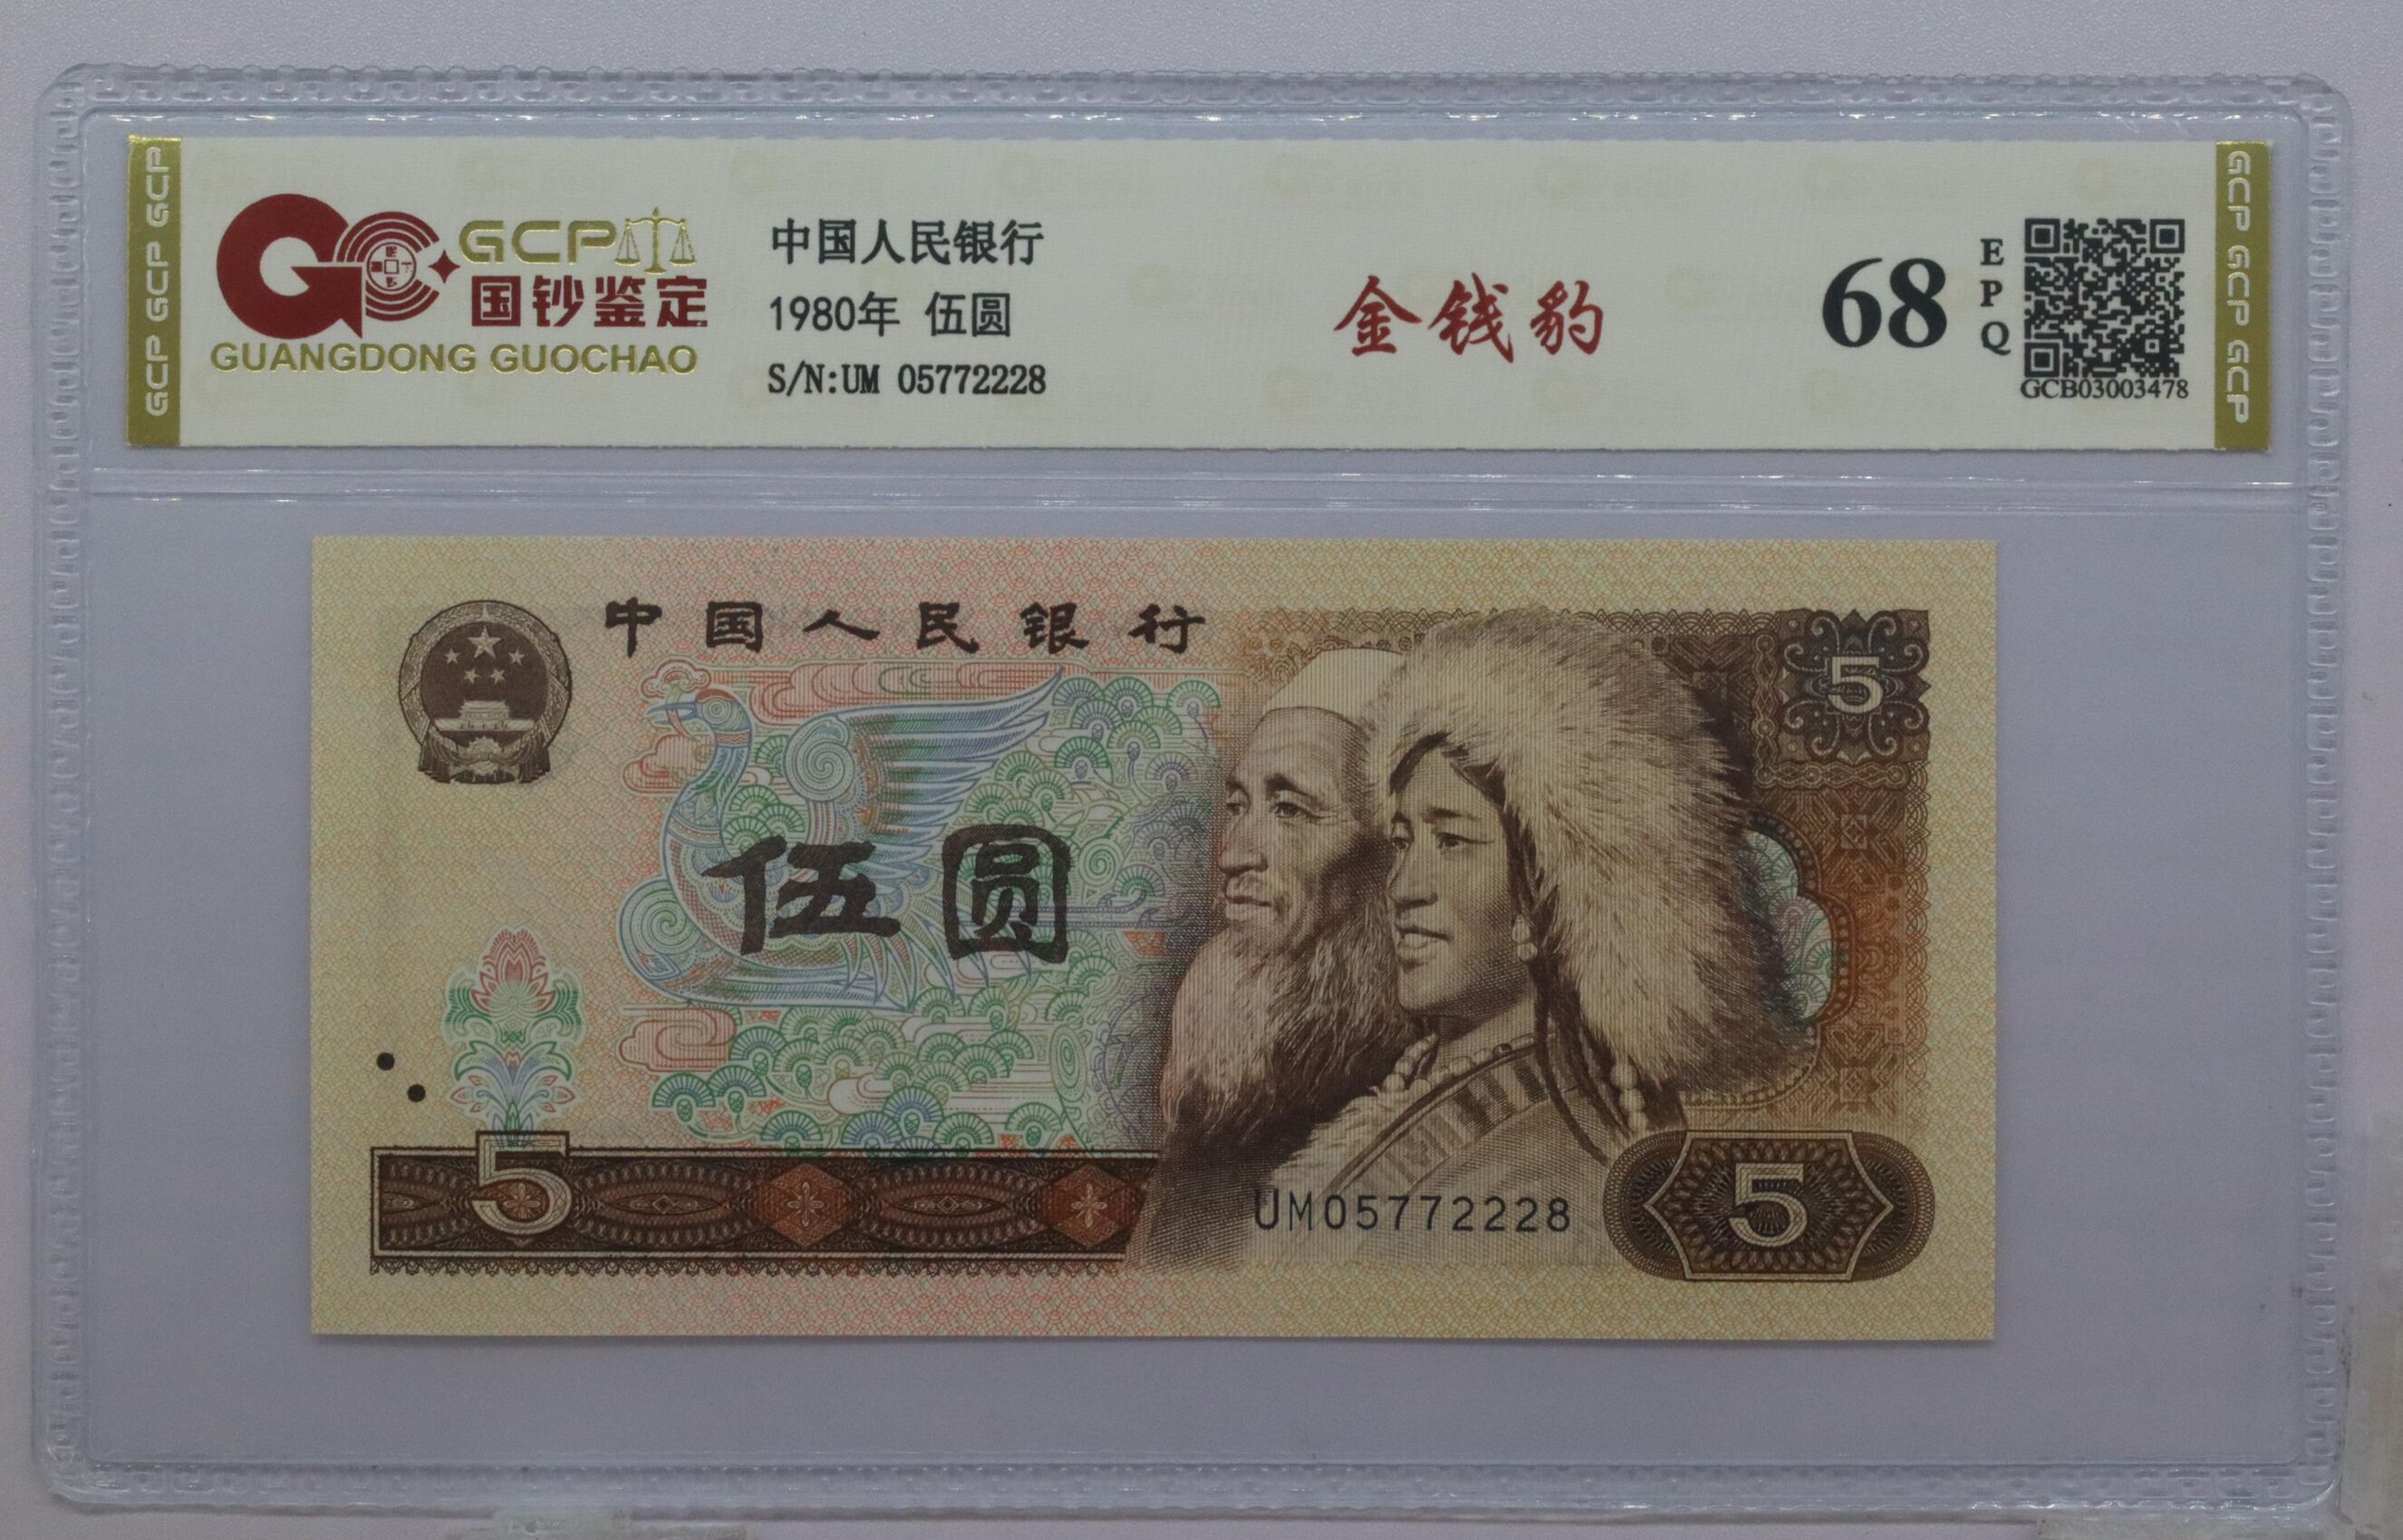 GCP GCP GCP
GCP
国钞鉴定
GUANGDONG GUOCHAO
中国人民银行
1980年 伍圆
S/N:UM 05772228
金钱豹
68
EPQ
GCB03003478
GCP GCP GCP GCP
中国人民银行
5
伍圆
5
UM05772228
5